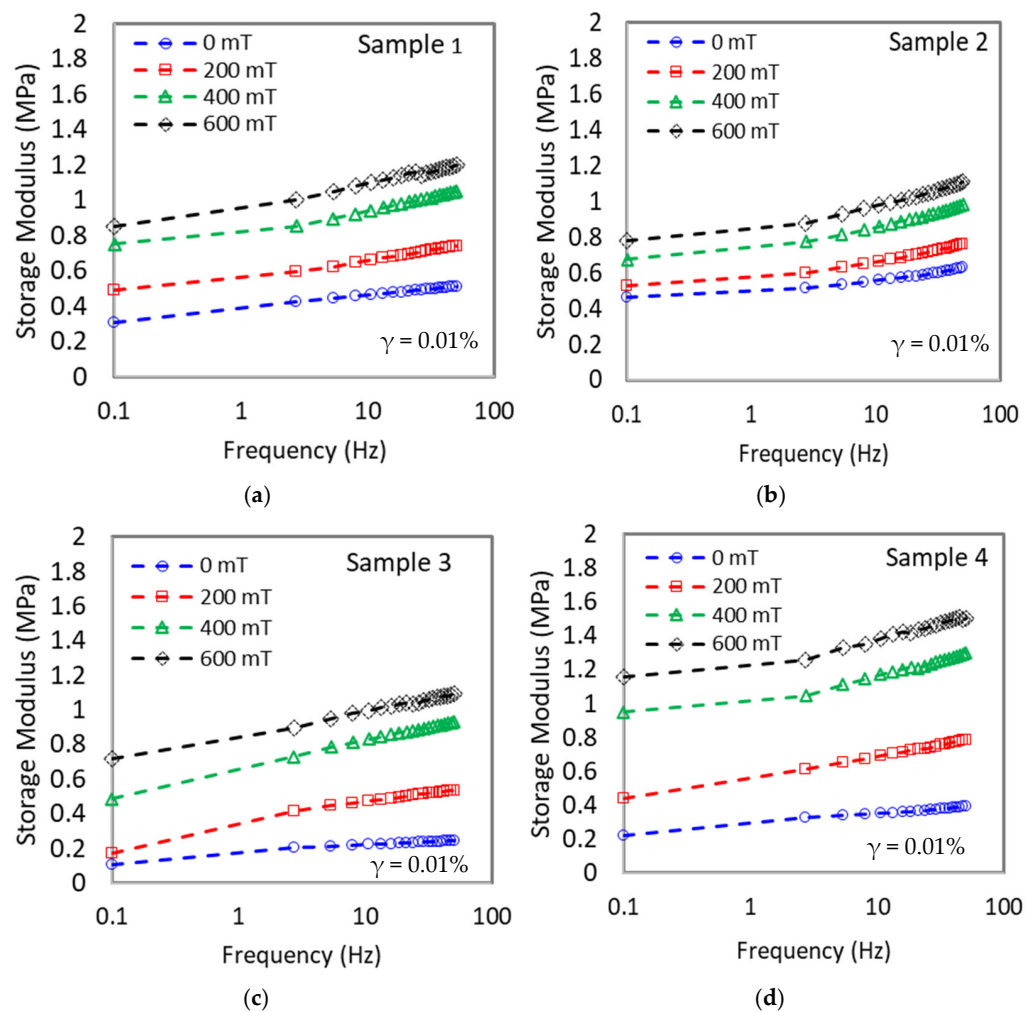 Sample 1
0 mT
200 mT
400 mT
600 mT
Storage Modulus (MPa)
2
1.8
1.6
1.4
1.2
1
0.8
0.6
0.4
0.2
0
γ = 0.01%
0.1 1 10 100
Frequency (Hz)
(a)
Sample 2
0 mT
200 mT
400 mT
600 mT
Storage Modulus (MPa)
2
1.8
1.6
1.4
1.2
1
0.8
0.6
0.4
0.2
0
γ = 0.01%
0.1 1 10 100
Frequency (Hz)
(b)
Sample 3
0 mT
200 mT
400 mT
600 mT
Storage Modulus (MPa)
2
1.8
1.6
1.4
1.2
1
0.8
0.6
0.4
0.2
0
γ = 0.01%
0.1 1 10 100
Frequency (Hz)
(c)
Sample 4
0 mT
200 mT
400 mT
600 mT
Storage Modulus (MPa)
2
1.8
1.6
1.4
1.2
1
0.8
0.6
0.4
0.2
0
γ = 0.01%
0.1 1 10 100
Frequency (Hz)
(d)